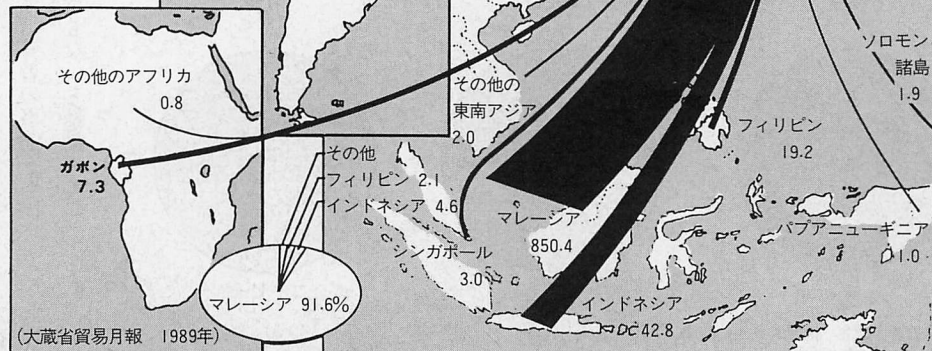 その他のアフリカ
0.8
ガボン
7.3
その他の
東南アジア
2.0
ソロモン
諸島
1.9
フィリピン
19.2
その他
フィリピン 2.1
インドネシア 4.6
マレーシア 91.6%
マレーシア
850.4
シンガポール
3.0
インドネシア
42.8
パプアニューギニア
1.0
(大蔵省貿易月報 1989年)